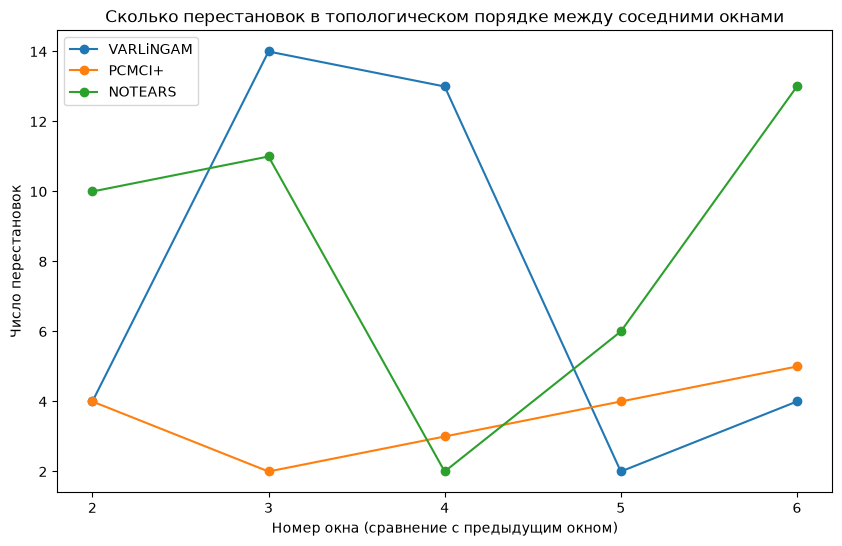 Сколько перестановок в топологическом порядке между соседними окнами
VARLiNGAM
PCMCI+
NOTEARS
Число перестановок
14
12
10
8
6
4
2
2 3 4 5 6
Номер окна (сравнение с предыдущим окном)